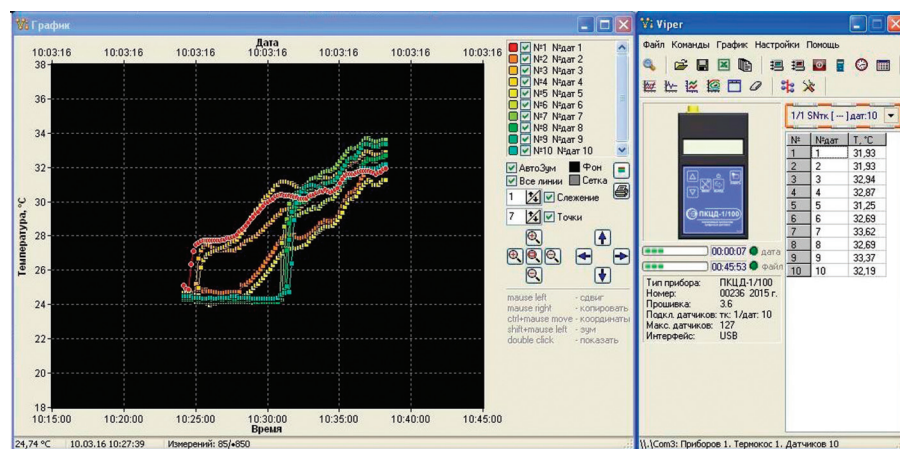 График
Дата
10:03:16 10:03:16 10:03:16 10:03:16 10:03:16 10:03:16 10:03:16
38
36
34
32
30
28
26
24
22
20
18
Температура, °С
10:15:00 10:20:00 10:25:00 10:30:00 10:35:00 10:40:00 10:45:00
Время
№1 №дат 1
№2 №дат 2
№3 №дат 3
№4 №дат 4
№5 №дат 5
№6 №дат 6
№7 №дат 7
№8 №дат 8
№9 №дат 9
№10 №дат 10
АвтоЗум Фон
Все линии Сетка
1 Слежение
7 Точки
mause left - сдвиг
mause right - копировать
ctrl+mause move - координаты
shift+mause left - зум
double click - показать
24,74 °С 10.03.16 10:27:39 Измерений: 85/*850
Viper
Файл Команды График Настройки Помощь
ПКЦД-1/100
00:00:07 дата
00:45:53 Файл
Тип прибора: ПКЦД-1/100
Номер: 00236 2015 г.
Прошивка: 3.6
Подкл. датчиков: тк: 1/дат: 10
Макс. датчиков: 127
Интерфейс: USB
1/1 SNтк [ --- ] дат:10
№ №дат T, °C
1 1 31,93
2 2 31,93
3 3 32,94
4 4 32,87
5 5 31,25
6 6 32,69
7 7 33,62
8 8 32,69
9 9 33,37
10 10 32,19
\\.\Com3: Приборов 1. Термокос 1. Датчиков 10